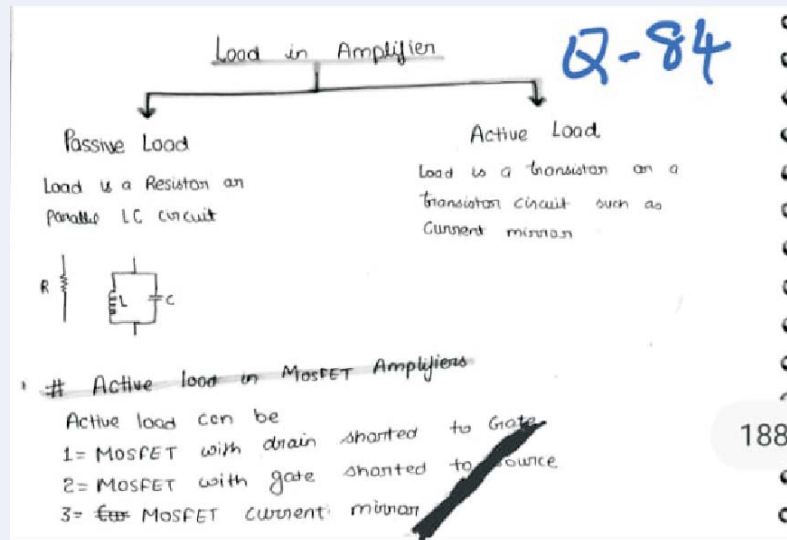 Load in Amplifier
Q-84
Passive Load
Load is a Resistor or
Parallel LC circuit
Active Load
Load is a transistor or a
transistor circuit such as
Current mirror
R
L
C
# Active load in MOSFET Amplifiers
Active load can be
1= MOSFET with drain shorted to Gate
2= MOSFET with gate shorted to source
3= MOSFET current mirror
188